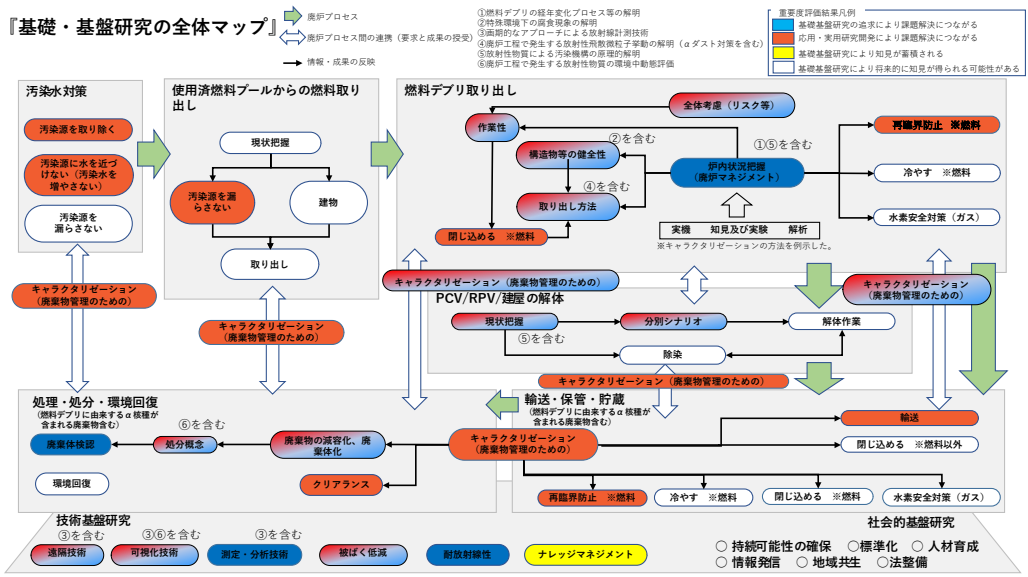 『基礎・基盤研究の全体マップ』
廃炉プロセス
廃炉プロセス間の連携（要求と成果の授受）
情報・成果の反映
①燃料デブリの経年変化プロセス等の解明
②特殊環境下の腐食現象の解明
③画期的なアプローチによる放射線計測技術
④廃炉工程で発生する放射性飛散微粒子挙動の解明（αダスト対策を含む）
⑤放射性物質による汚染機構の原理的解明
⑥廃炉工程で発生する放射性物質の環境中動態評価
重要度評価結果凡例
基礎基盤研究の追求により課題解決につながる
応用・実用研究開発により課題解決につながる
基礎基盤研究により知見が蓄積される
基礎基盤研究により将来的に知見が得られる可能性がある
汚染水対策
汚染源を取り除く
汚染源に水を近づ
けない（汚染水を
増やさない）
汚染源を
漏らさない
使用済燃料プールからの燃料取り
出し
現状把握
汚染源を漏
らさない
建物
取り出し
燃料デブリ取り出し
全体考慮（リスク等）
作業性
②を含む
①⑤を含む
構造物等の健全性
炉内状況把握
（廃炉マネジメント）
④を含む
取り出し方法
閉じ込める　※燃料
実機　知見及び実験　解析
※キャラクタリゼーションの方法を例示した。
再臨界防止　※燃料
冷やす　※燃料
水素安全対策（ガス）
キャラクタリゼーション
（廃棄物管理のための）
キャラクタリゼーション
（廃棄物管理のための）
キャラクタリゼーション（廃棄物管理のための）
キャラクタリゼーション
（廃棄物管理のための）
PCV/RPV/建屋の解体
現状把握
分別シナリオ
解体作業
⑤を含む
除染
キャラクタリゼーション（廃棄物管理のための）
処理・処分・環境回復
（燃料デブリに由来するα核種が
含まれる廃棄物含む）
⑥を含む
廃棄体検認
処分概念
廃棄物の減容化、廃
棄体化
環境回復
クリアランス
キャラクタリゼーション
（廃棄物管理のための）
輸送・保管・貯蔵
（燃料デブリに由来するα核種が
含まれる廃棄物含む）
輸送
閉じ込める　※燃料以外
再臨界防止　※燃料
冷やす　※燃料
閉じ込める　※燃料
水素安全対策（ガス）
技術基盤研究
③を含む
③⑥を含む
③を含む
遠隔技術
可視化技術
測定・分析技術
被ばく低減
耐放射線性
ナレッジマネジメント
社会的基盤研究
○ 持続可能性の確保　○標準化　○ 人材育成
○ 情報発信　○ 地域共生　○法整備